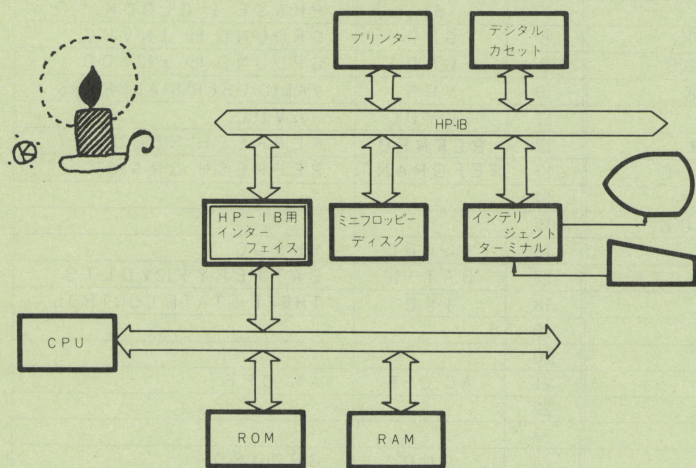 プリンター
デジタル
カセット
HP-IB
K
HP-IB用
インター
フェイス
ミニフロッピー
ディスク
インテリ
ジェント
ターミナル
CPU
ROM
RAM